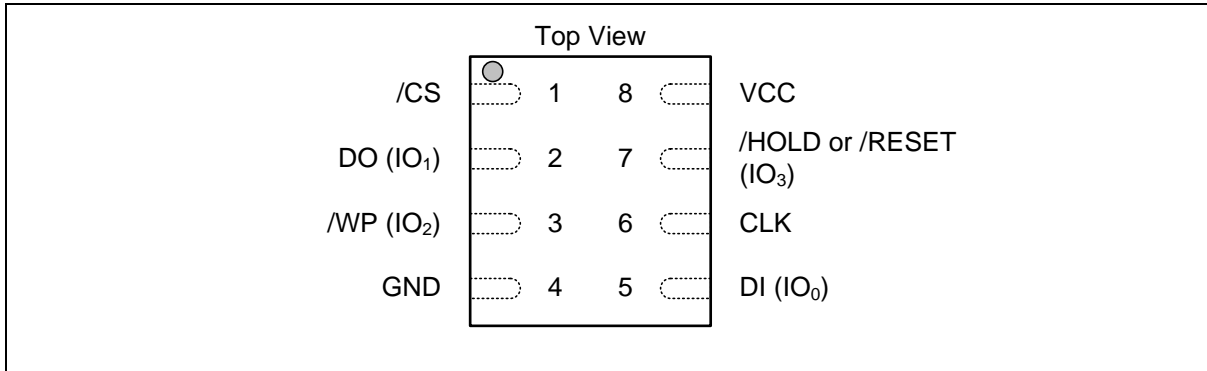 Top View
/CS 1 8 VCC
DO (IO₁) 2 7 /HOLD or /RESET
(IO₃)
/WP (IO₂) 3 6 CLK
GND 4 5 DI (IO₀)